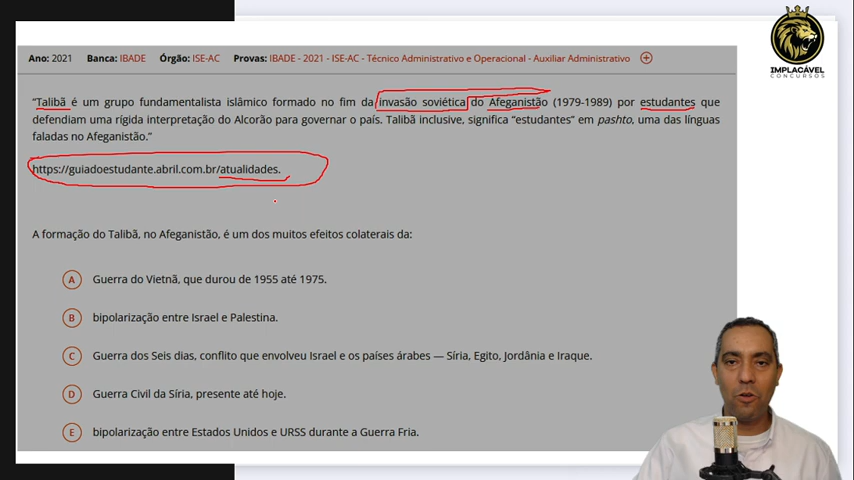 IMPLACÁVEL
CONCURSOS
Ano: 2021 Banca: IBADE Órgão: ISE-AC Provas: IBADE - 2021 - ISE-AC - Técnico Administrativo e Operacional - Auxiliar Administrativo
“Talibã é um grupo fundamentalista islâmico formado no fim da invasão soviética do Afeganistão (1979-1989) por estudantes que
defendiam uma rígida interpretação do Alcorão para governar o país. Talibã inclusive, significa “estudantes” em pashto, uma das línguas
faladas no Afeganistão.”
https://guiadoestudante.abril.com.br/atualidades.
A formação do Talibã, no Afeganistão, é um dos muitos efeitos colaterais da:
A Guerra do Vietnã, que durou de 1955 até 1975.
B bipolarização entre Israel e Palestina.
C Guerra dos Seis dias, conflito que envolveu Israel e os países árabes — Síria, Egito, Jordânia e Iraque.
D Guerra Civil da Síria, presente até hoje.
E bipolarização entre Estados Unidos e URSS durante a Guerra Fria.